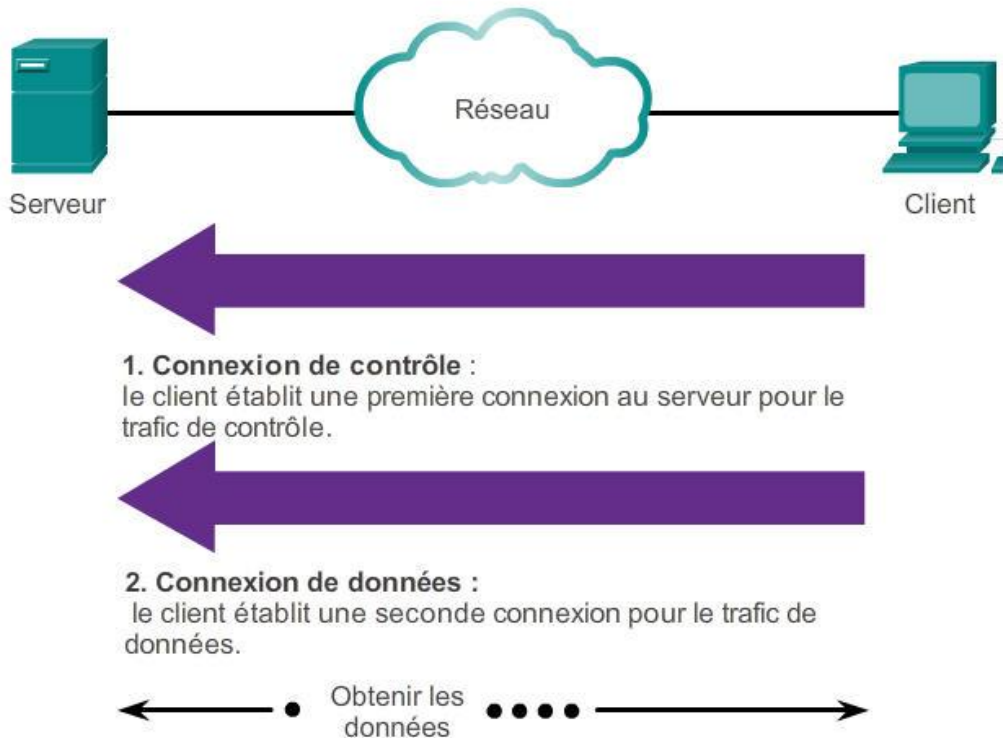 Réseau
Serveur
Client
1. Connexion de contrôle :
le client établit une première connexion au serveur pour le
trafic de contrôle.
2. Connexion de données :
le client établit une seconde connexion pour le trafic de
données.
Obtenir les
données